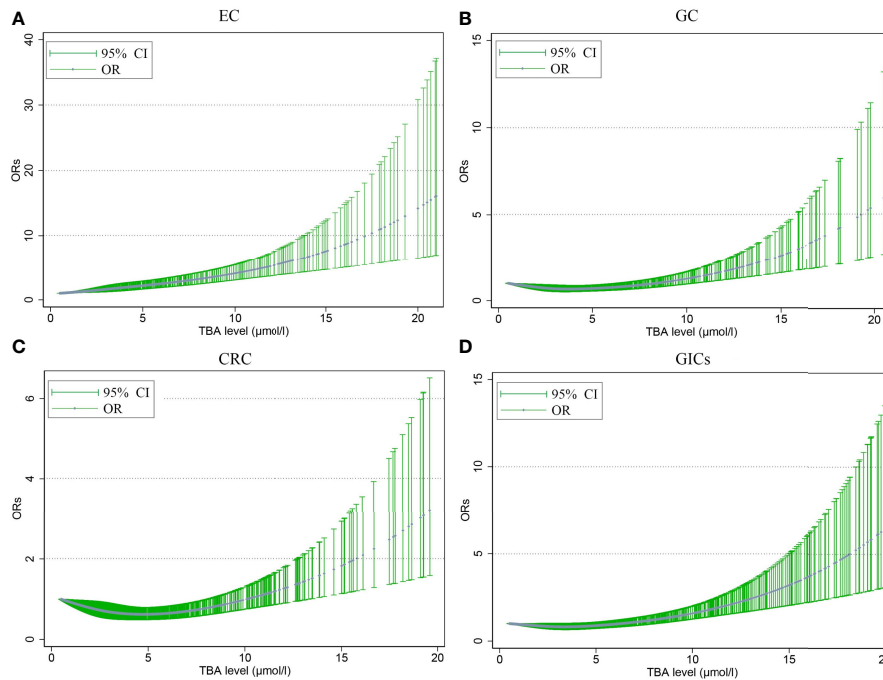 A
EC
40
30
20
10
0
ORs
95% CI
OR
0 5 10 15 20
TBA level (μmol/l)
B
GC
15
10
5
0
ORs
95% CI
OR
0 5 10 15 20
TBA level (μmol/l)
C
CRC
6
4
2
0
ORs
95% CI
OR
0 5 10 15 20
TBA level (μmol/l)
D
GICs
15
10
5
0
ORs
95% CI
OR
0 5 10 15 20
TBA level (μmol/l)